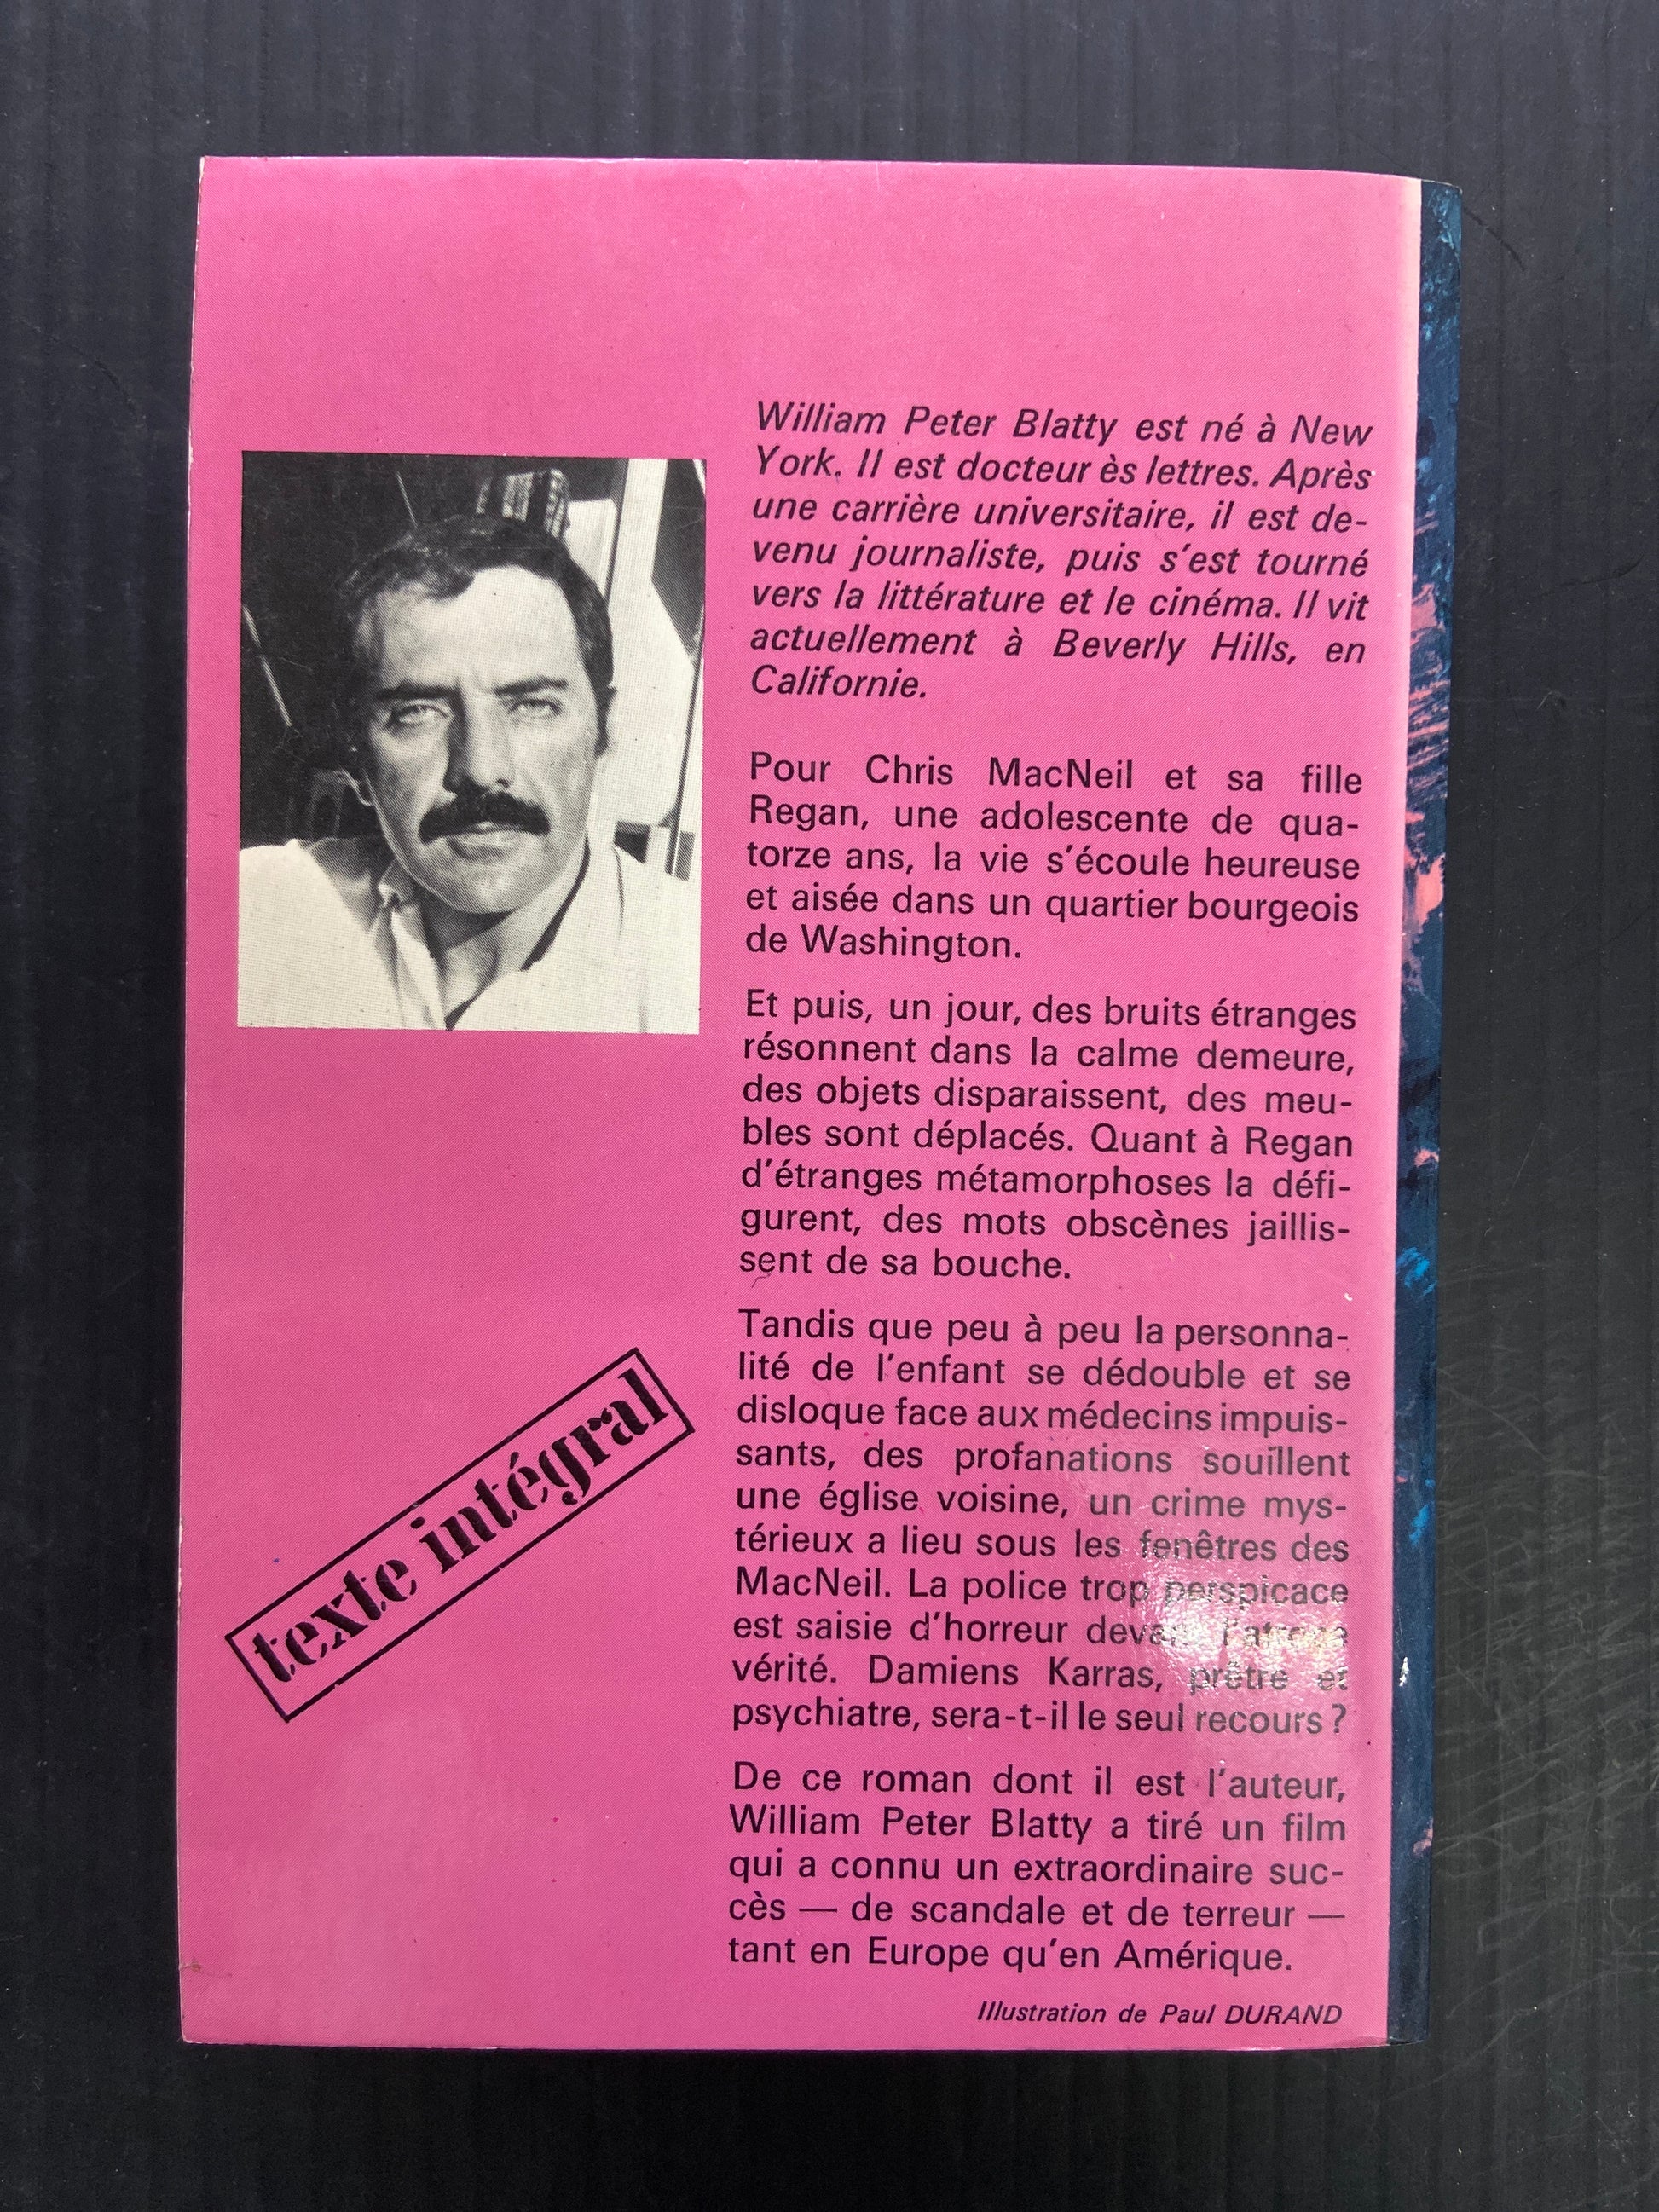 William Peter Blatty est né à New
York. Il est docteur ès lettres. Après
une carrière universitaire, il est de-
venu journaliste, puis s'est tourné
vers la littérature et le cinéma. Il vit
actuellement à Beverly Hills, en
Californie.
Pour Chris MacNeil et sa fille
Regan, une adolescente de qua-
torze ans, la vie s'écoule heureuse
et aisée dans un quartier bourgeois
de Washington.
Et puis, un jour, des bruits étranges
résonnent dans la calme demeure,
des objets disparaissent, des meu-
bles sont déplacés. Quant à Regan
d'étranges métamorphoses la défi-
gurent, des mots obscènes jaillis-
sent de sa bouche.
Tandis que peu à peu la personna-
lité de l'enfant se dédouble et se
disloque face aux médecins impuis-
sants, des profanations souillent
une église voisine, un crime mys-
térieux a lieu sous les fenêtres des
MacNeil. La police trop perspicace
est saisie d'horreur devant l'atroce
vérité. Damiens Karras, prêtre et
psychiatre, sera-t-il le seul recours ?
De ce roman dont il est l'auteur,
William Peter Blatty a tiré un film
qui a connu un extraordinaire suc-
cès — de scandale et de terreur —
tant en Europe qu'en Amérique.
Illustration de Paul DURAND
texte intégral